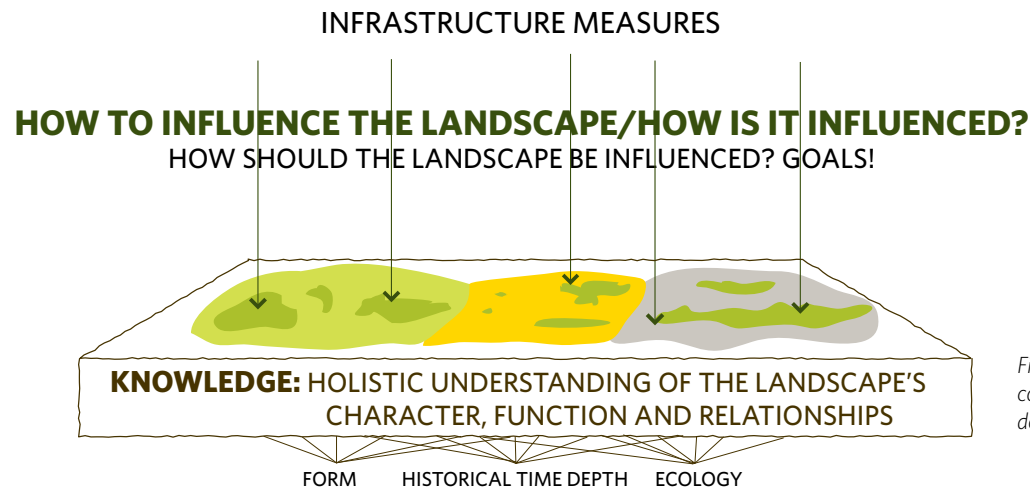 INFRASTRUCTURE MEASURES
HOW TO INFLUENCE THE LANDSCAPE/HOW IS IT INFLUENCED?
HOW SHOULD THE LANDSCAPE BE INFLUENCED? GOALS!
KNOWLEDGE: HOLISTIC UNDERSTANDING OF THE LANDSCAPE'S
CHARACTER, FUNCTION AND RELATIONSHIPS
FORM HISTORICAL TIME DEPTH ECOLOGY